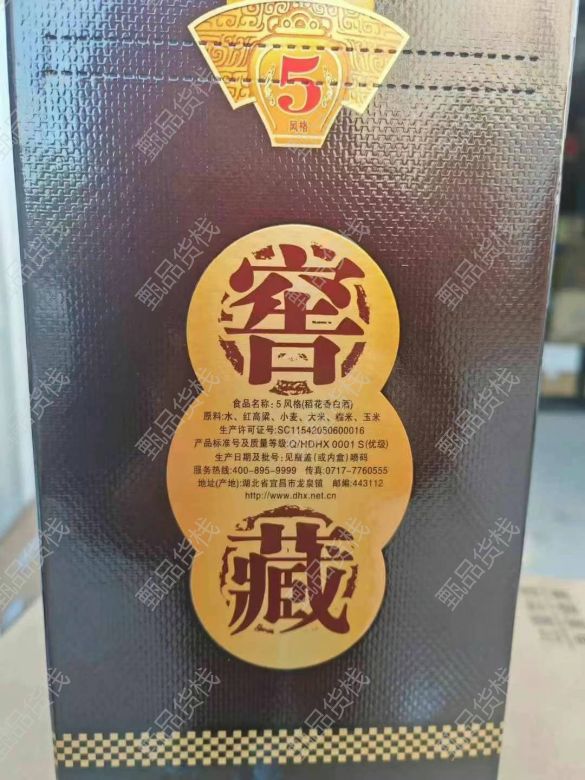 5
风格
窖
食品名称:5风格(稻花香白酒)
原料:水、红高粱、小麦、大米、糯米、玉米
生产许可证号:SC11542050600016
产品标准号及质量等级:Q/HDHX 0001 S(优级)
生产日期及批号:见瓶盖(或内盒)喷码
服务热线:400-895-9999 传真:0717-7760555
地址(产地):湖北省宜昌市龙泉镇 邮编:443112
http://www.dhx.net.cn
藏
甄品货栈